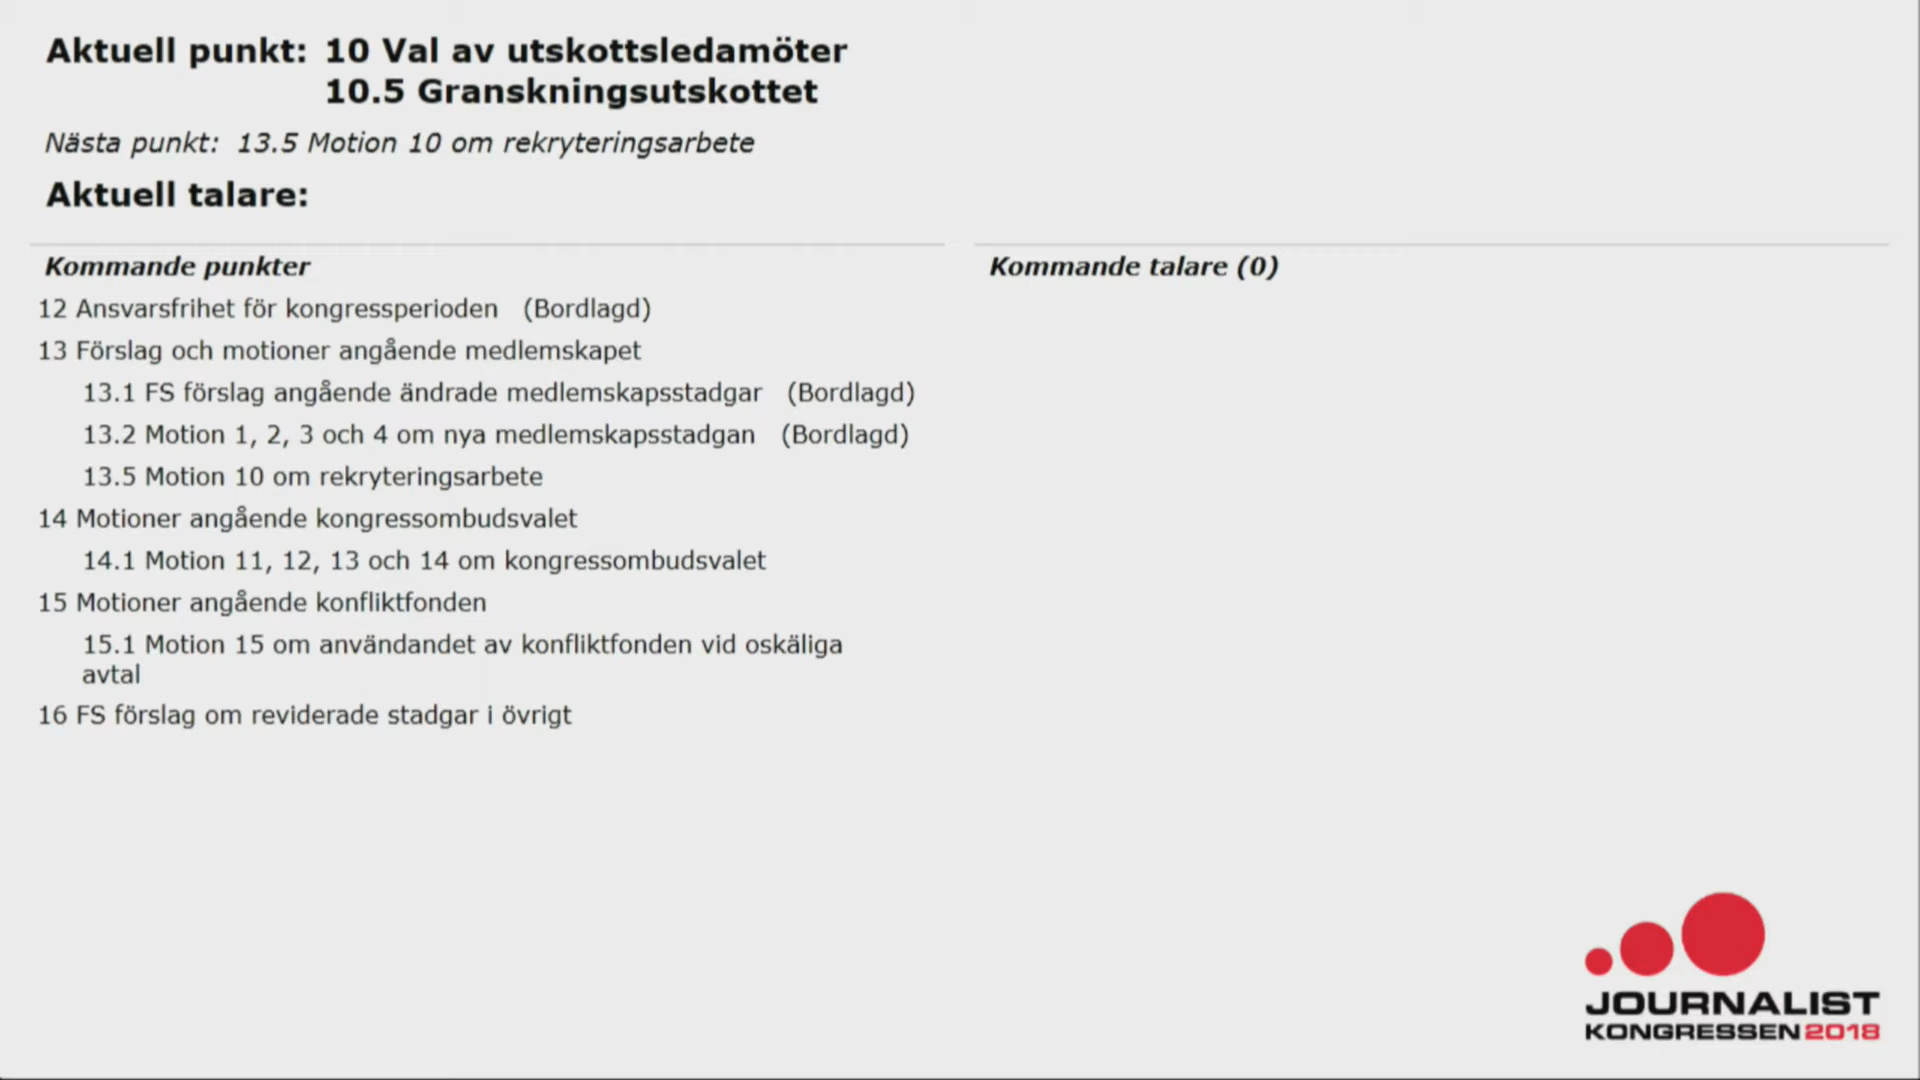 Aktuell punkt: 10 Val av utskottsledamöter
10.5 Granskningsutskottet
Nästa punkt: 13.5 Motion 10 om rekryteringsarbete
Aktuell talare:
Kommande punkter
12 Ansvarsfrihet för kongressperioden (Bordlagd)
13 Förslag och motioner angående medlemskapet
13.1 FS förslag angående ändrade medlemskapsstadgar (Bordlagd)
13.2 Motion 1, 2, 3 och 4 om nya medlemskapsstadgan (Bordlagd)
13.5 Motion 10 om rekryteringsarbete
14 Motioner angående kongressombudsvalet
14.1 Motion 11, 12, 13 och 14 om kongressombudsvalet
15 Motioner angående konfliktfonden
15.1 Motion 15 om användandet av konfliktfonden vid oskäliga
avtal
16 FS förslag om reviderade stadgar i övrigt
Kommande talare (0)
JOURNALIST
KONGRESSEN 2018